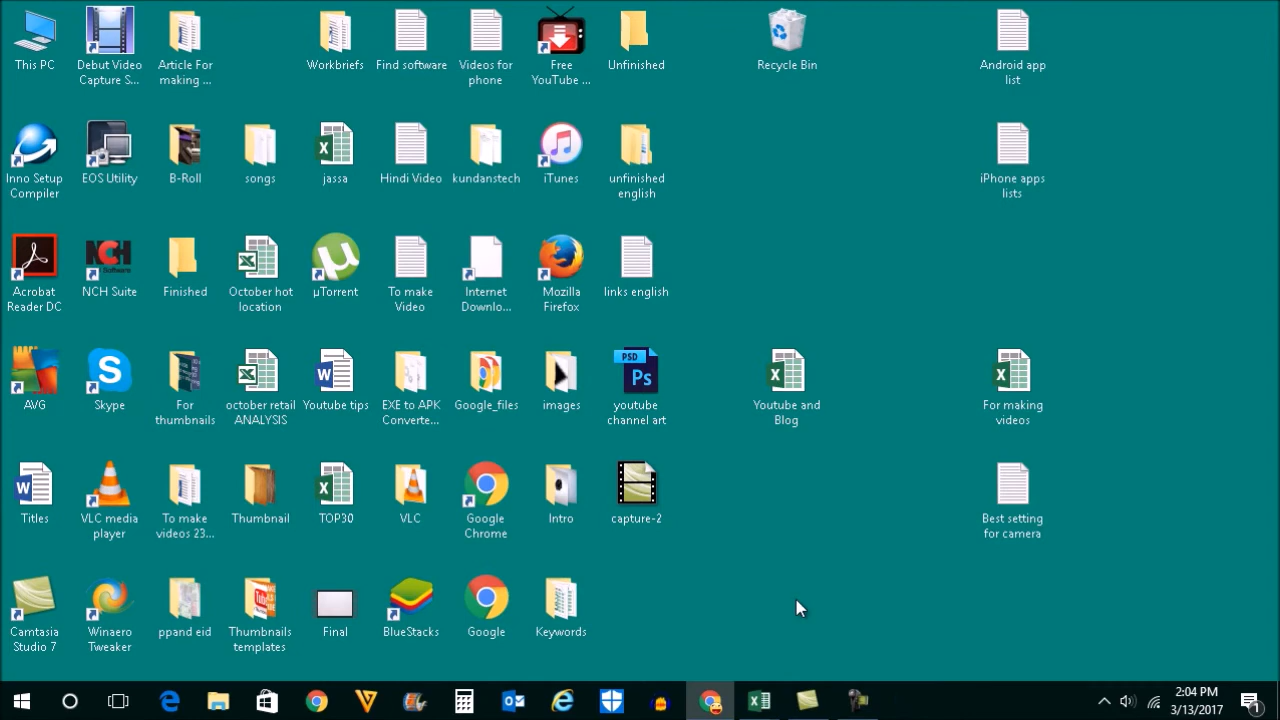 This PC
Debut Video
Capture S...
Article For
making ...
Workbriefs
Find software
Videos for
phone
Free
YouTube ...
Unfinished
Recycle Bin
Android app
list
Inno Setup
Compiler
EOS Utility
B-Roll
songs
jassa
Hindi Video
kundanstech
iTunes
unfinished
english
iPhone apps
lists
Acrobat
Reader DC
NCH
Software
NCH Suite
Finished
October hot
location
µTorrent
To make
Video
Internet
Downlo...
Mozilla
Firefox
links english
AVG
Skype
For
thumbnails
october retail
ANALYSIS
Youtube tips
EXE to APK
Converte...
Google_files
images
PSD
Ps
youtube
channel art
Youtube and
Blog
For making
videos
Titles
VLC media
player
To make
videos 23...
Thumbnail
TOP30
VLC
Google
Chrome
Intro
capture-2
Best setting
for camera
Camtasia
Studio 7
Winaero
Tweaker
ppand eid
Thumbnails
templates
Final
BlueStacks
Google
Keywords
2:04 PM
3/13/2017
1